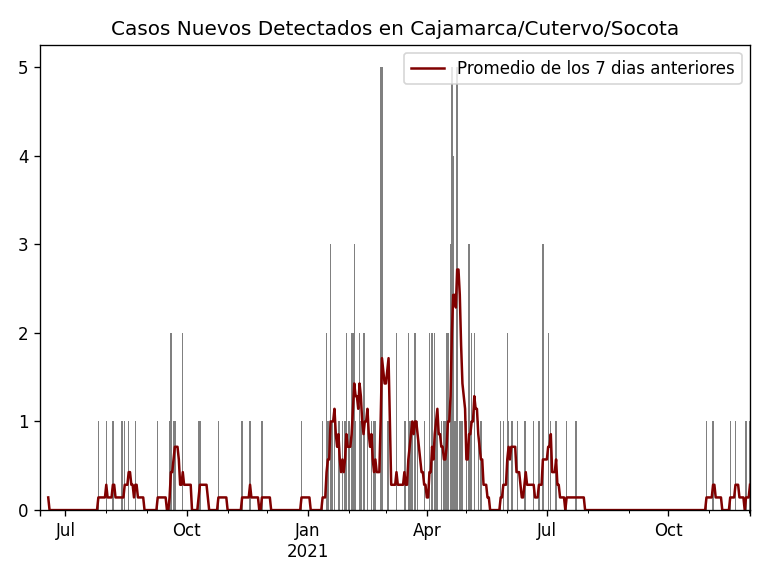 Casos Nuevos Detectados en Cajamarca/Cutervo/Socota
Promedio de los 7 dias anteriores
5
4
3
2
1
0
Jul
Oct
Jan
2021
Apr
Jul
Oct